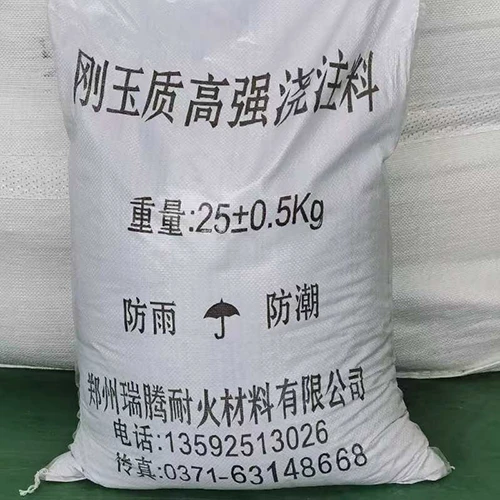 刚玉质高强浇注料
重量:25±0.5Kg
防雨 防潮
郑州瑞腾耐火材料有限公司
电话:13592513026
传真:0371-63148668